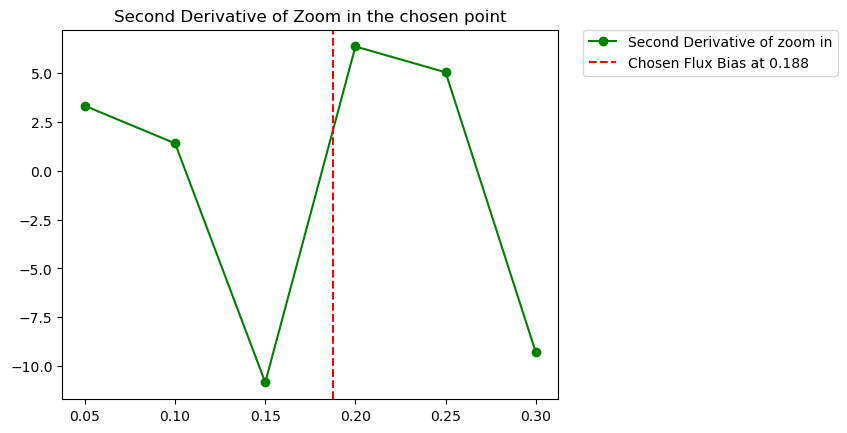 Second Derivative of Zoom in the chosen point
Second Derivative of zoom in
Chosen Flux Bias at 0.188
5.0
2.5
0.0
−2.5
−5.0
−7.5
−10.0
0.05 0.10 0.15 0.20 0.25 0.30